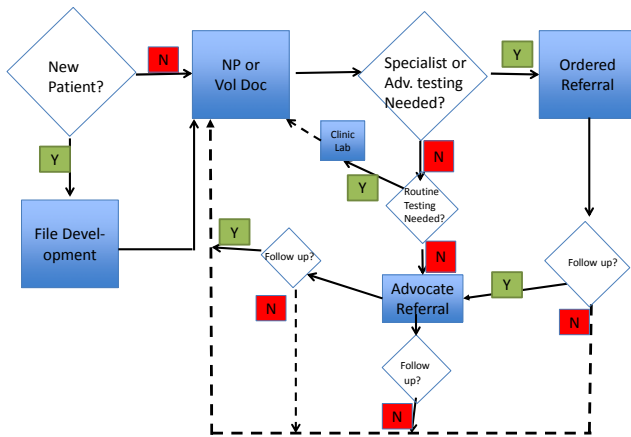 New
Patient?
N
NP or
Vol Doc
Specialist or
Adv. testing
Needed?
Y
Ordered
Referral
Clinic
Lab
N
Y
Y
Routine
Testing
Needed?
File Devel-
opment
Y
Follow up?
N
Follow up?
Advocate
Referral
Y
N
N
Follow
up?
N